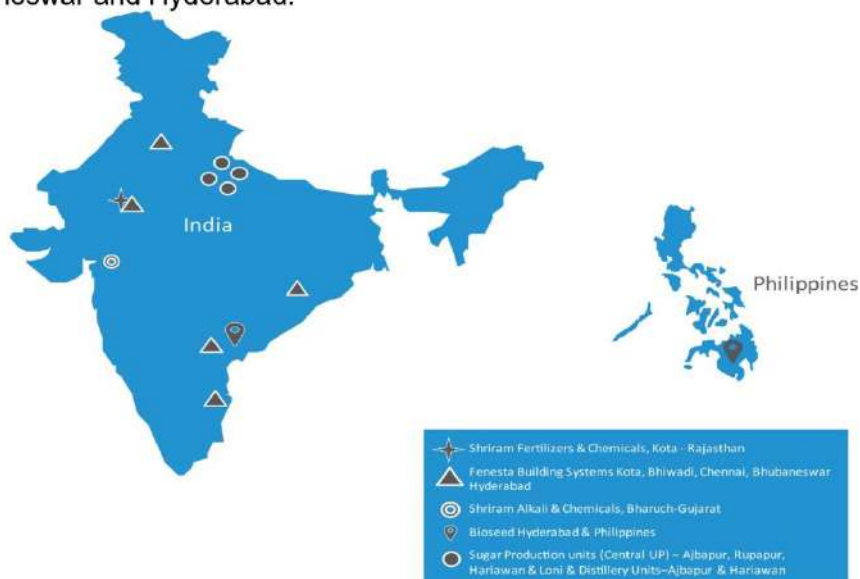 and Hyderabad.
India
Philippines
Shriram Fertilizers & Chemicals, Kota - Rajasthan
Fenesta Building Systems Kota, Bhiwadi, Chennai, Bhubaneswar
Hyderabad
Shriram Alkali & Chemicals, Bharuch-Gujarat
Bioseed Hyderabad & Philippines
Sugar Production units (Central UP) – Ajbapur, Rupapur,
Hariawan & Loni & Distillery Units–Ajbapur & Hariawan